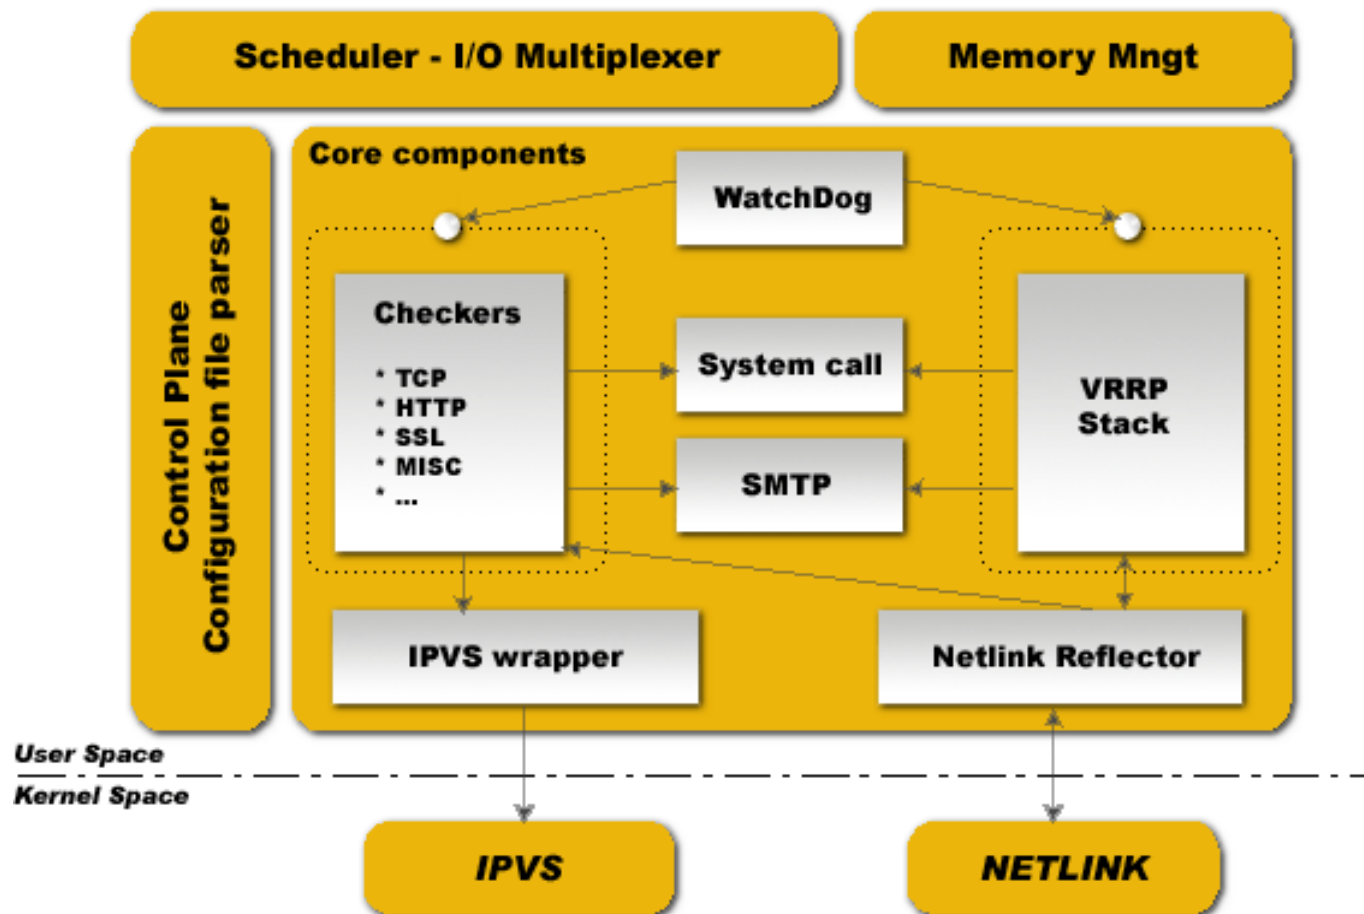 Scheduler - I/O Multiplexer
Memory Mngt
Control Plane
Configuration file parser
Core components
WatchDog
Checkers
* TCP
* HTTP
* SSL
* MISC
* ...
System call
SMTP
VRRP
Stack
IPVS wrapper
Netlink Reflector
User Space
Kernel Space
IPVS
NETLINK